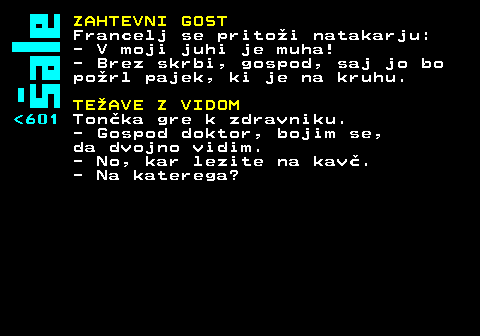 Šale
<601
ZAHTEVNI GOST
Francelj se pritoži natakarju:
- V moji juhi je muha!
- Brez skrbi, gospod, saj jo bo
požrl pajek, ki je na kruhu.
TEŽAVE Z VIDOM
Tončka gre k zdravniku.
- Gospod doktor, bojim se,
da dvojno vidim.
- No, kar lezite na kavč.
- Na katerega?